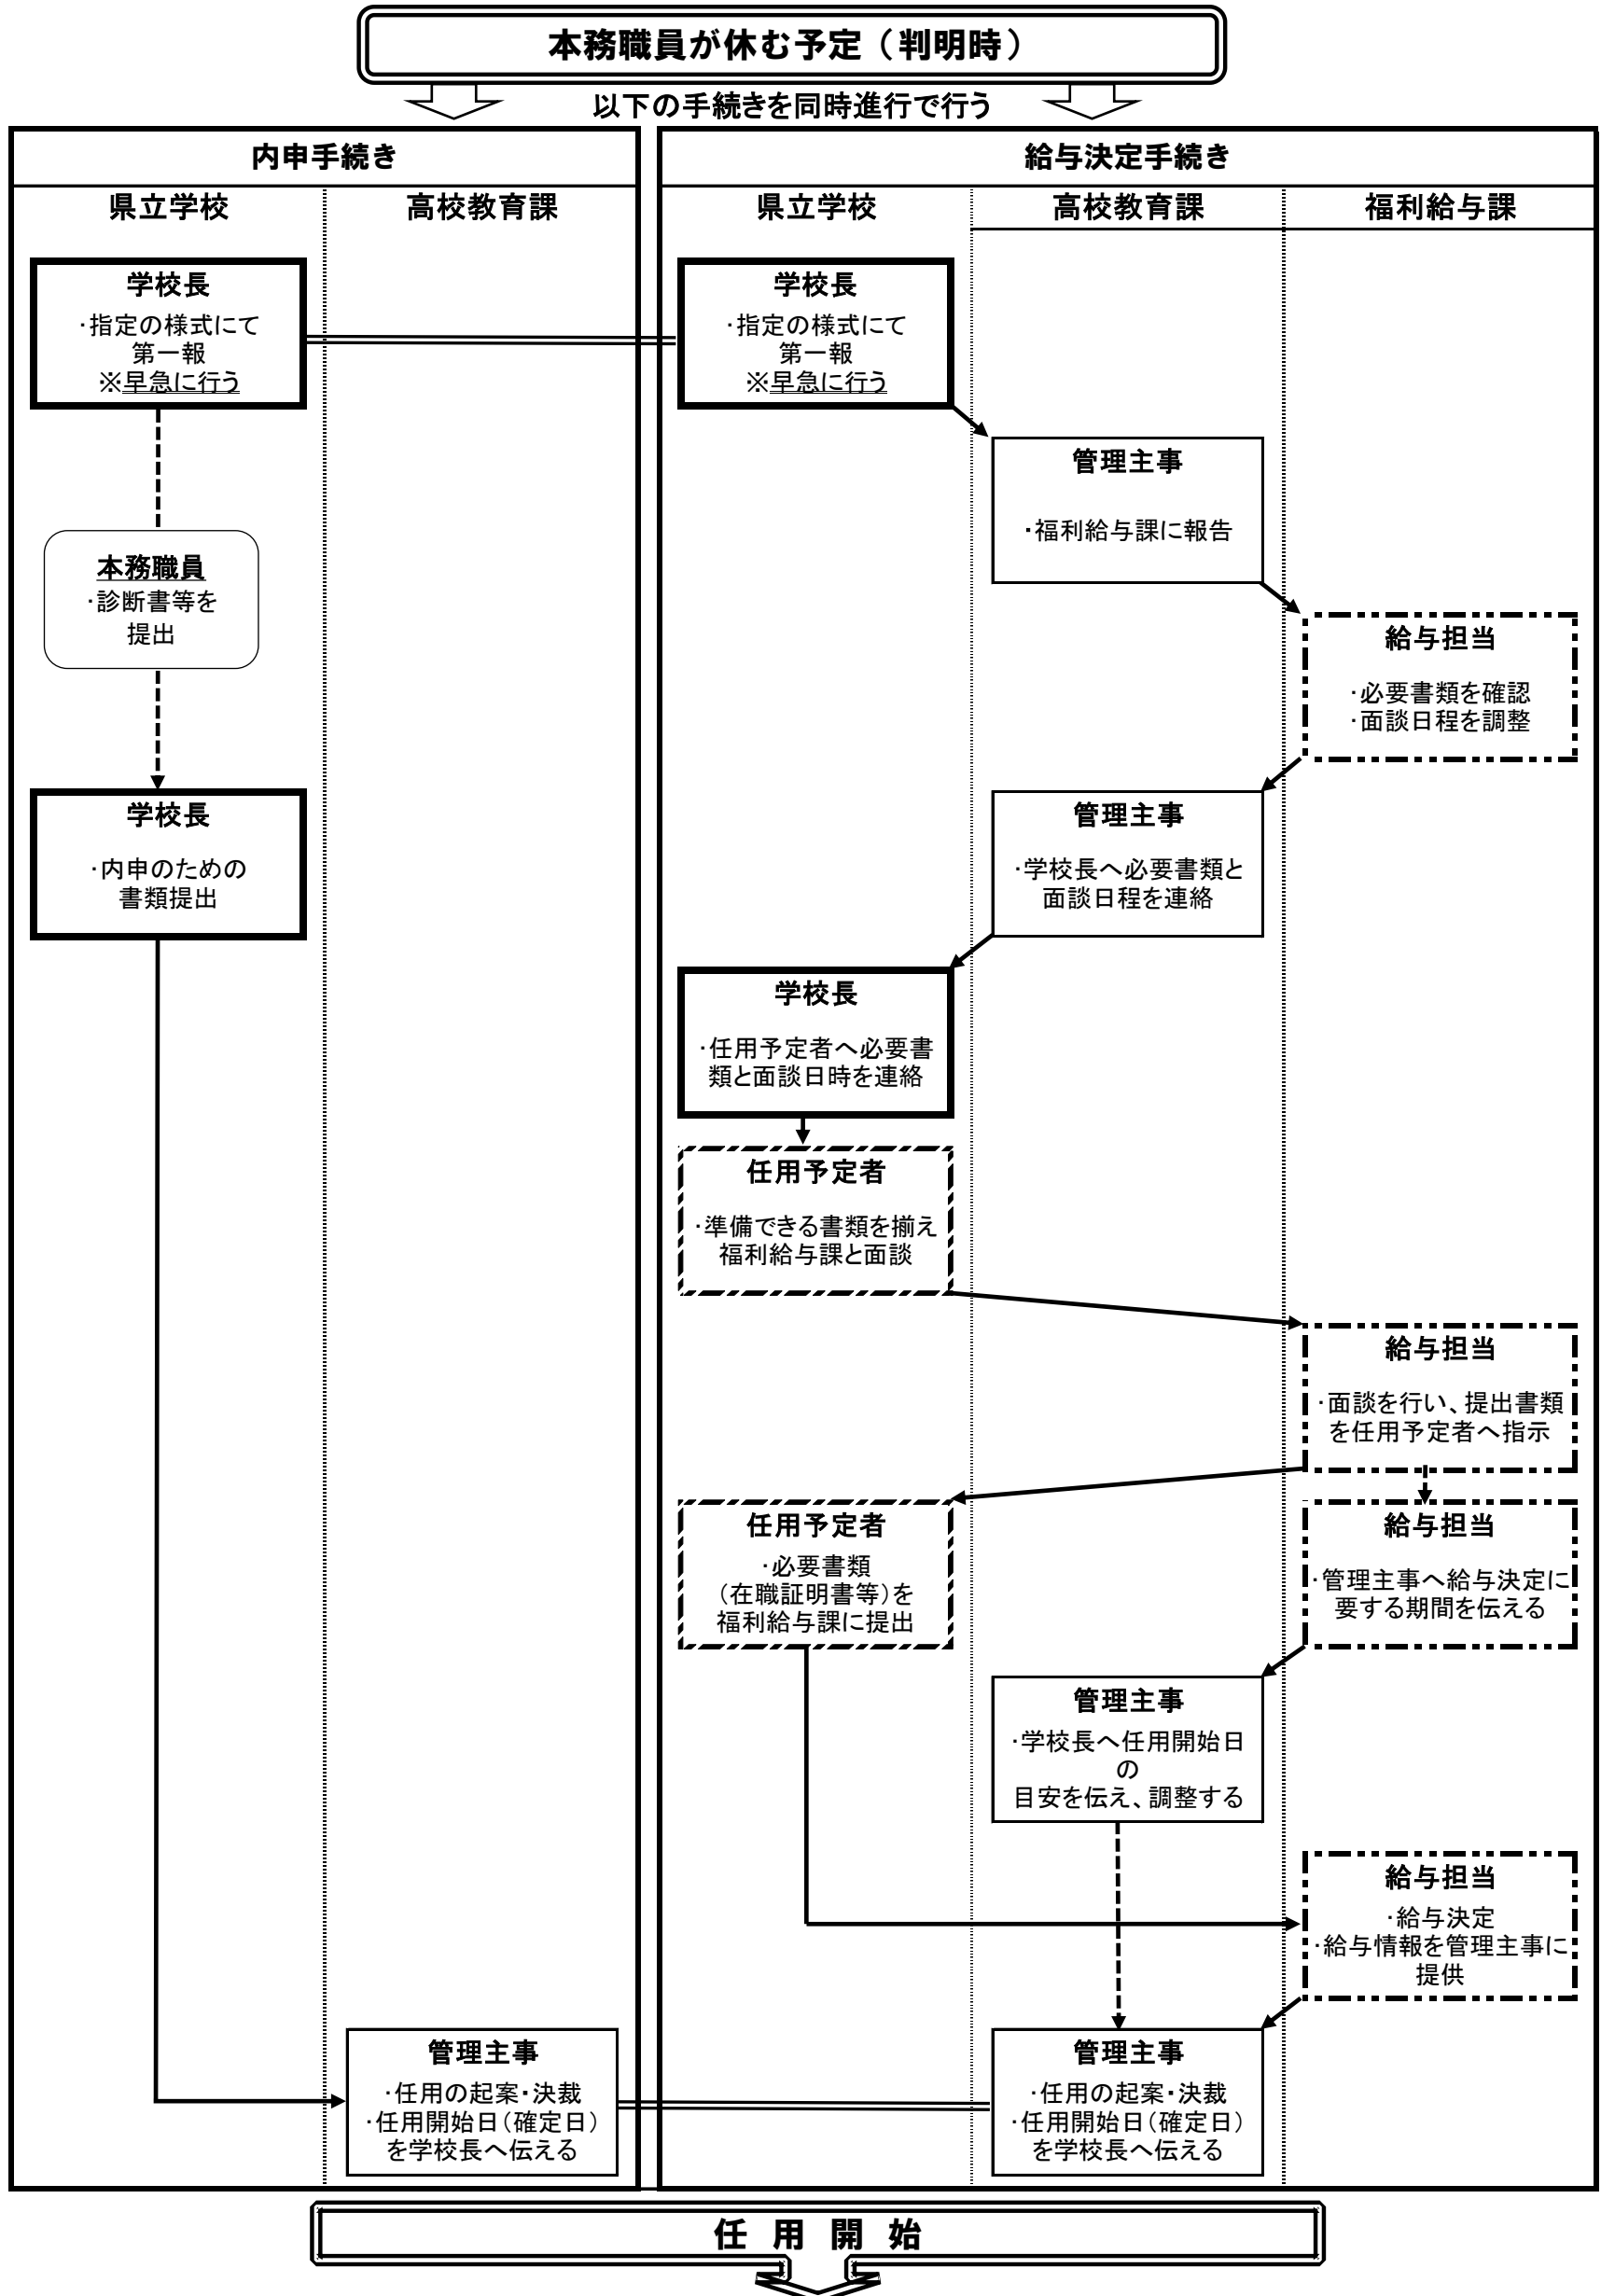 本務職員が休む予定（判明時）
以下の手続きを同時進行で行う
内申手続き
県立学校
高校教育課
学校長
・指定の様式にて
第一報
※早急に行う
本務職員
・診断書等を
提出
学校長
・内申のための
書類提出
管理主事
・任用の起案・決裁
・任用開始日（確定日）
を学校長へ伝える
給与決定手続き
県立学校
高校教育課
福利給与課
学校長
・指定の様式にて
第一報
※早急に行う
管理主事
・福利給与課に報告
給与担当
・必要書類を確認
・面談日程を調整
管理主事
・学校長へ必要書類と
面談日程を連絡
学校長
・任用予定者へ必要書
類と面談日時を連絡
任用予定者
・準備できる書類を揃え
福利給与課と面談
給与担当
・面談を行い、提出書類
を任用予定者へ指示
任用予定者
・必要書類
（在職証明書等）を
福利給与課に提出
給与担当
・管理主事へ給与決定に
要する期間を伝える
管理主事
・学校長へ任用開始日
の
目安を伝え、調整する
給与担当
・給与決定
・給与情報を管理主事に
提供
管理主事
・任用の起案・決裁
・任用開始日（確定日）
を学校長へ伝える
任 用 開 始